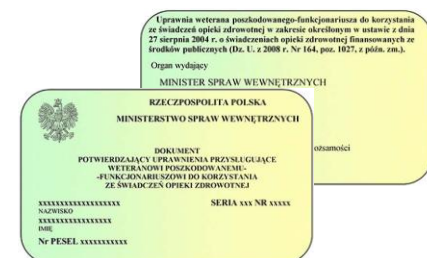 Uprawnia weterana poszkodowanego-funkcjonariusza do korzystania
ze świadczeń opieki zdrowotnej w zakresie określonym w ustawie z dnia
27 sierpnia 2004 r. o świadczeniach opieki zdrowotnej finansowanych ze
środków publicznych (Dz. U. z 2008 r. Nr 164, poz. 1027, z późn. zm.).
Organ wydający
MINISTER SPRAW WEWNĘTRZNYCH
ożsamości
RZECZPOSPOLITA POLSKA
MINISTERSTWO SPRAW WEWNĘTRZNYCH
DOKUMENT
POTWIERDZAJĄCY UPRAWNIENIA PRZYSŁUGUJĄCE
WETERANOWI POSZKODOWANEMU-
-FUNKCJONARIUSZOWI DO KORZYSTANIA
ZE ŚWIADCZEŃ OPIEKI ZDROWOTNEJ
xxxxxxxxxxxxxxxxxxx SERIA xxx NR xxxxx
NAZWISKO
xxxxxxxxxxxxxxxxx
IMIĘ
Nr PESEL xxxxxxxxxxx